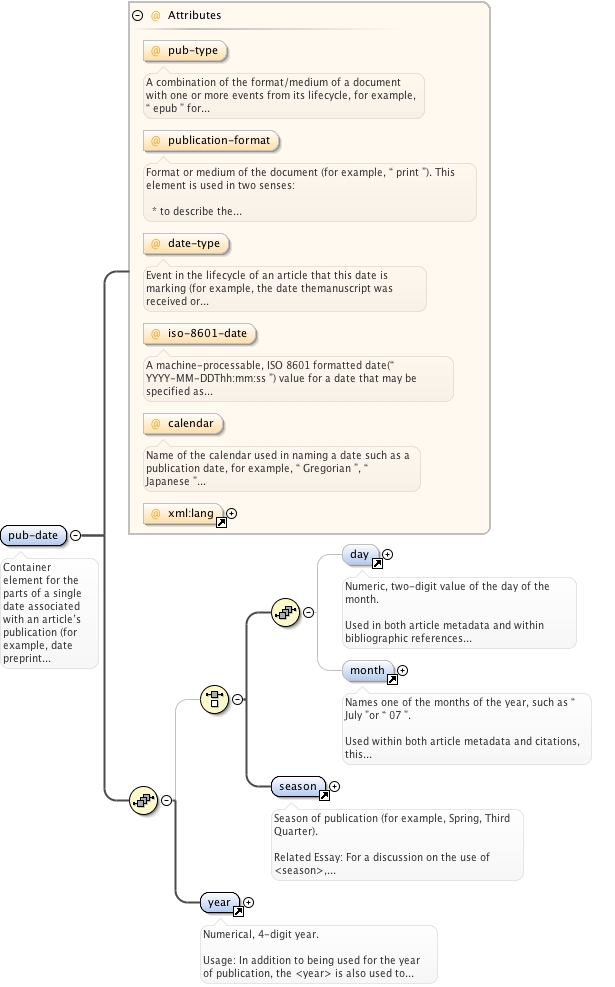 @ Attributes
@ pub-type
A combination of the format/medium of a document
with one or more events from its lifecycle, for example,
“ epub ” for...
@ publication-format
Format or medium of the document (for example, “ print ”). This
element is used in two senses:
* to describe the...
@ date-type
Event in the lifecycle of an article that this date is
marking (for example, the date themanuscript was
received or...
@ iso-8601-date
A machine-processable, ISO 8601 formatted date(“
YYYY-MM-DDThh:mm:ss ”) value for a date that may be
specified as...
@ calendar
Name of the calendar used in naming a date such as a
publication date, for example, “ Gregorian ”, “
Japanese ”...
@ xml:lang
pub-date
Container
element for the
parts of a single
date associated
with an article’s
publication (for
example, date
preprint...
day
Numeric, two-digit value of the day of the
month.
Used in both article metadata and within
bibliographic references...
month
Names one of the months of the year, such as “
July ”or “ 07 ”.
Used within both article metadata and citations,
this...
season
Season of publication (for example, Spring, Third
Quarter).
Related Essay: For a discussion on the use of
<season>,...
year
Numerical, 4-digit year.
Usage: In addition to being used for the year
of publication, the <year> is also used to...